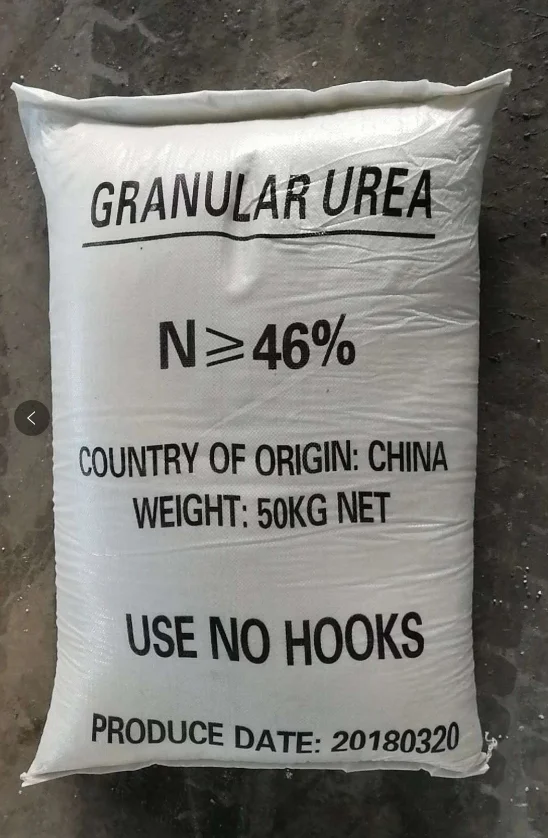 GRANULAR UREA
N≥46%
COUNTRY OF ORIGIN: CHINA
WEIGHT: 50KG NET
USE NO HOOKS
PRODUCE DATE: 20180320